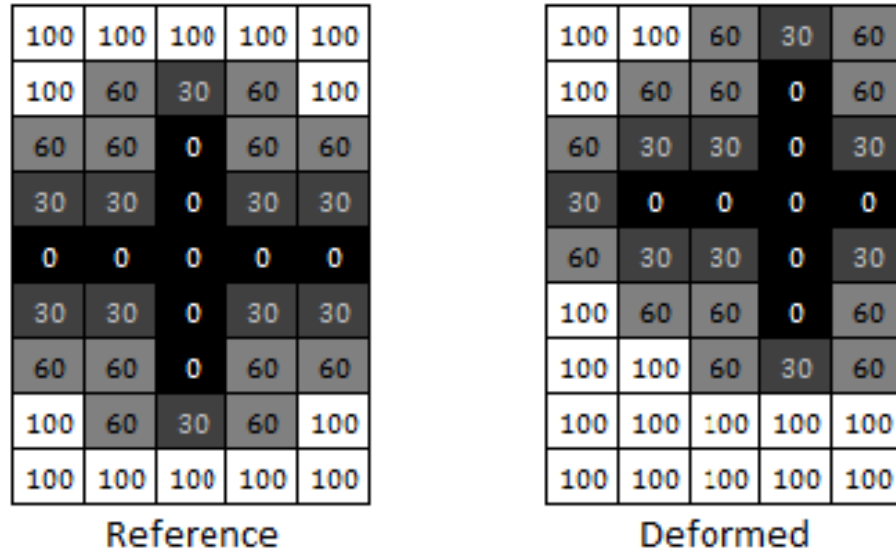 100 100 100 100 100 100 100 60 30 60
100 60 30 60 100 100 60 60 0 60
60 60 0 60 60 60 30 30 0 30
30 30 0 30 30 30 0 0 0 0
0 0 0 0 0 60 30 30 0 30
30 30 0 30 30 100 60 60 0 60
60 60 0 60 60 100 100 60 30 60
100 60 30 60 100 100 100 100 100 100
100 100 100 100 100 100 100 100 100 100
Reference Deformed